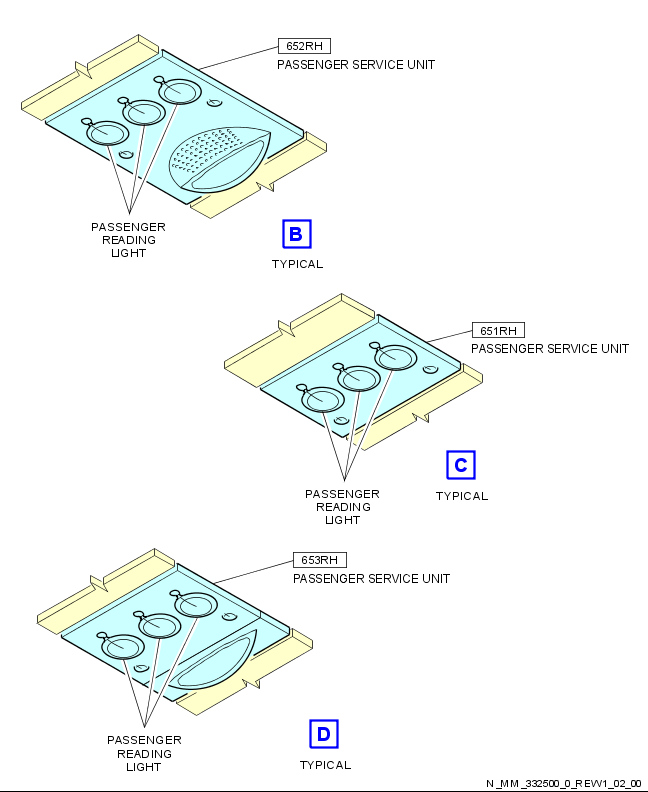 652RH
PASSENGER SERVICE UNIT
PASSENGER
READING
LIGHT
B
TYPICAL
651RH
PASSENGER SERVICE UNIT
PASSENGER
READING
LIGHT
C
TYPICAL
653RH
PASSENGER SERVICE UNIT
PASSENGER
READING
LIGHT
D
TYPICAL
N_MM_332500_0_REVV1_02_00